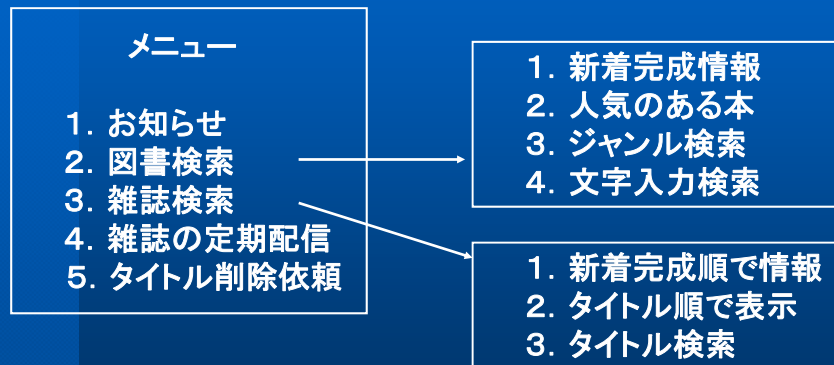 メニュー
1. お知らせ
2. 図書検索
3. 雑誌検索
4. 雑誌の定期配信
5. タイトル削除依頼
1. 新着完成情報
2. 人気のある本
3. ジャンル検索
4. 文字入力検索
1. 新着完成順で情報
2. タイトル順で表示
3. タイトル検索